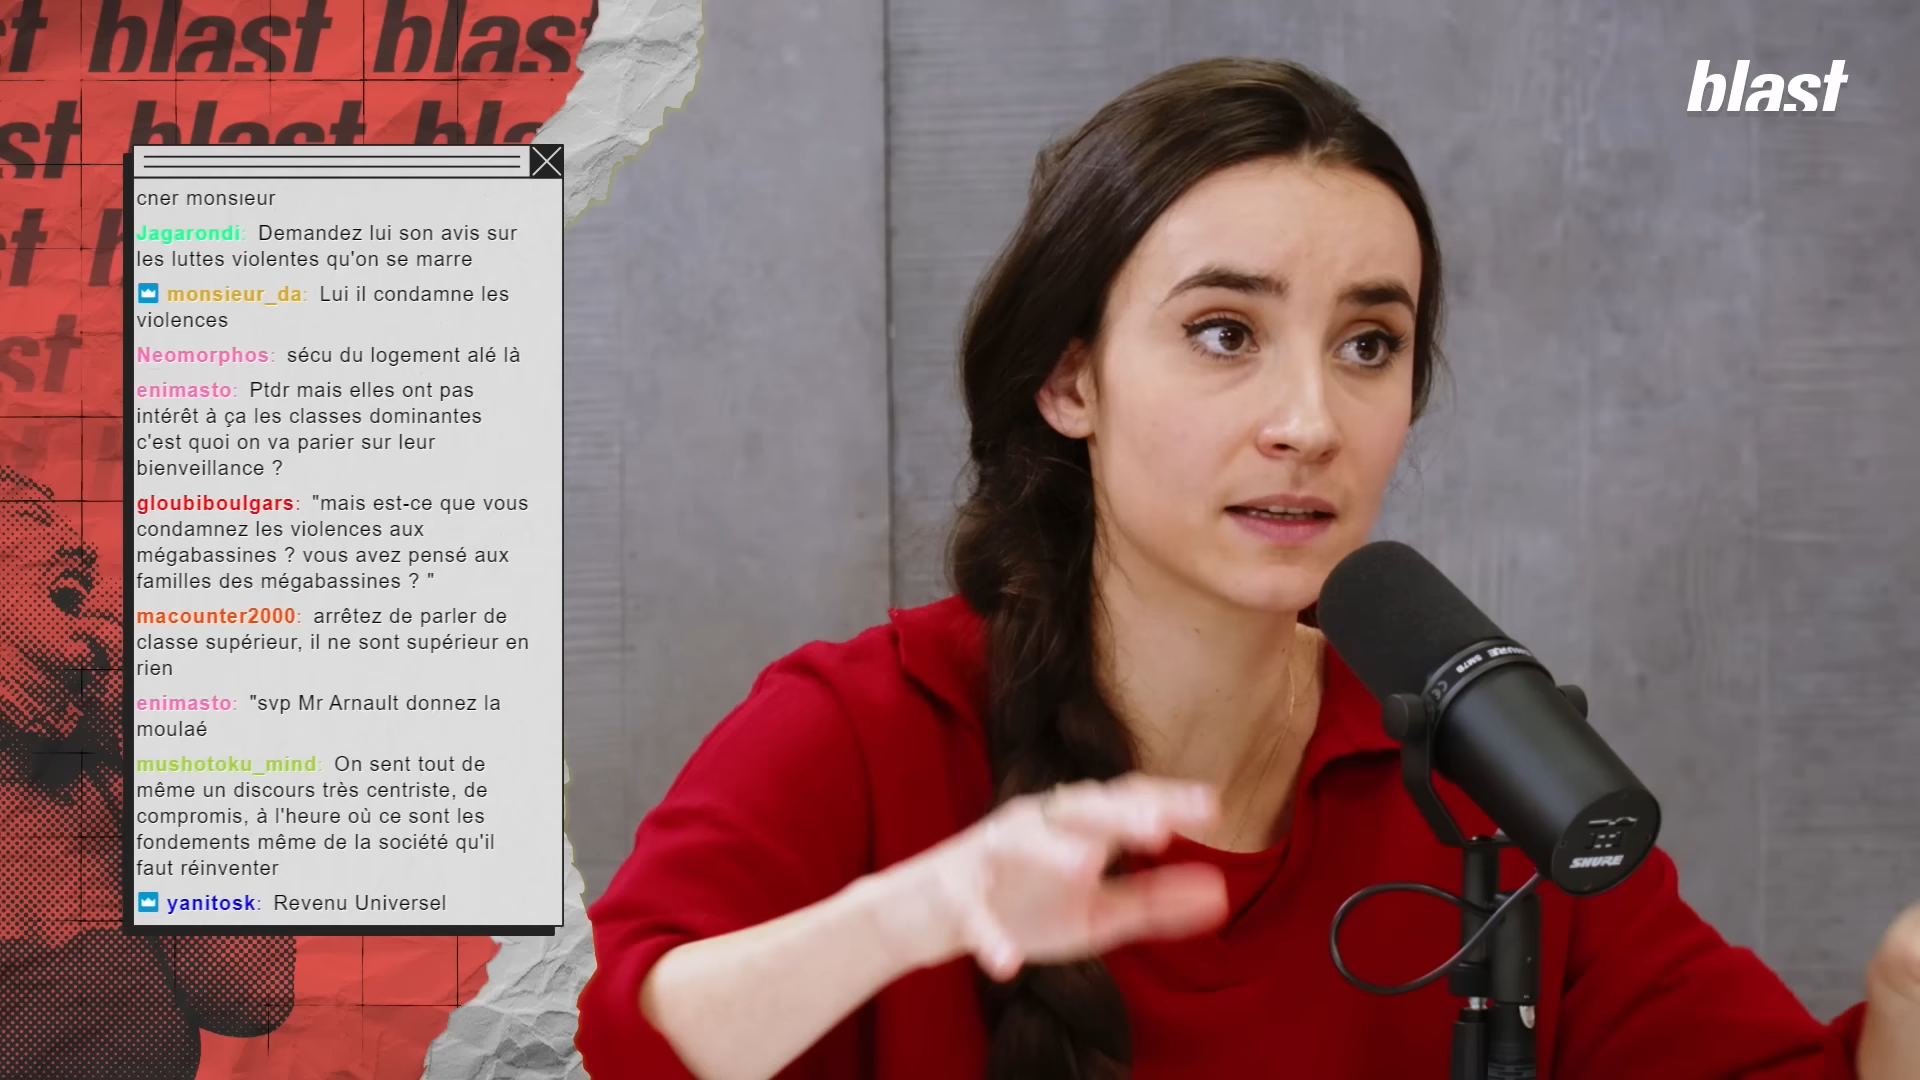 blast blast
blast
blast
cner monsieur
Jagarondi: Demandez lui son avis sur
les luttes violentes qu'on se marre
monsieur_da: Lui il condamne les
violences
Neomorphos: sécu du logement alé là
enimasto: Ptdr mais elles ont pas
intérêt à ça les classes dominantes
c'est quoi on va parier sur leur
bienveillance ?
gloubiboulgars: "mais est-ce que vous
condamnez les violences aux
mégabassines ? vous avez pensé aux
familles des mégabassines ? "
macounter2000: arrêtez de parler de
classe supérieur, il ne sont supérieur en
rien
enimasto: "svp Mr Arnault donnez la
moulaé
mushotoku_mind: On sent tout de
même un discours très centriste, de
compromis, à l'heure où ce sont les
fondements même de la société qu'il
faut réinventer
yanitosk: Revenu Universel
SHURE SM7B
SHURE